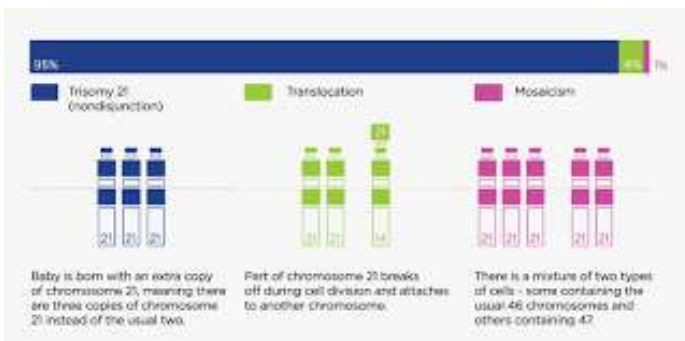 95% 4% 1%
Trisomy 21 Translocation Mosaicism
(nondisjunction)
21
21 21 21 21 21 14 21 21 21 21 21
Baby is born with an extra copy
of chromosome 21, meaning there
are three copies of chromosome
21 instead of the usual two.
Part of chromosome 21 breaks
off during cell division and attaches
to another chromosome.
There is a mixture of two types
of cells - some containing the
usual 46 chromosomes and
others containing 47.